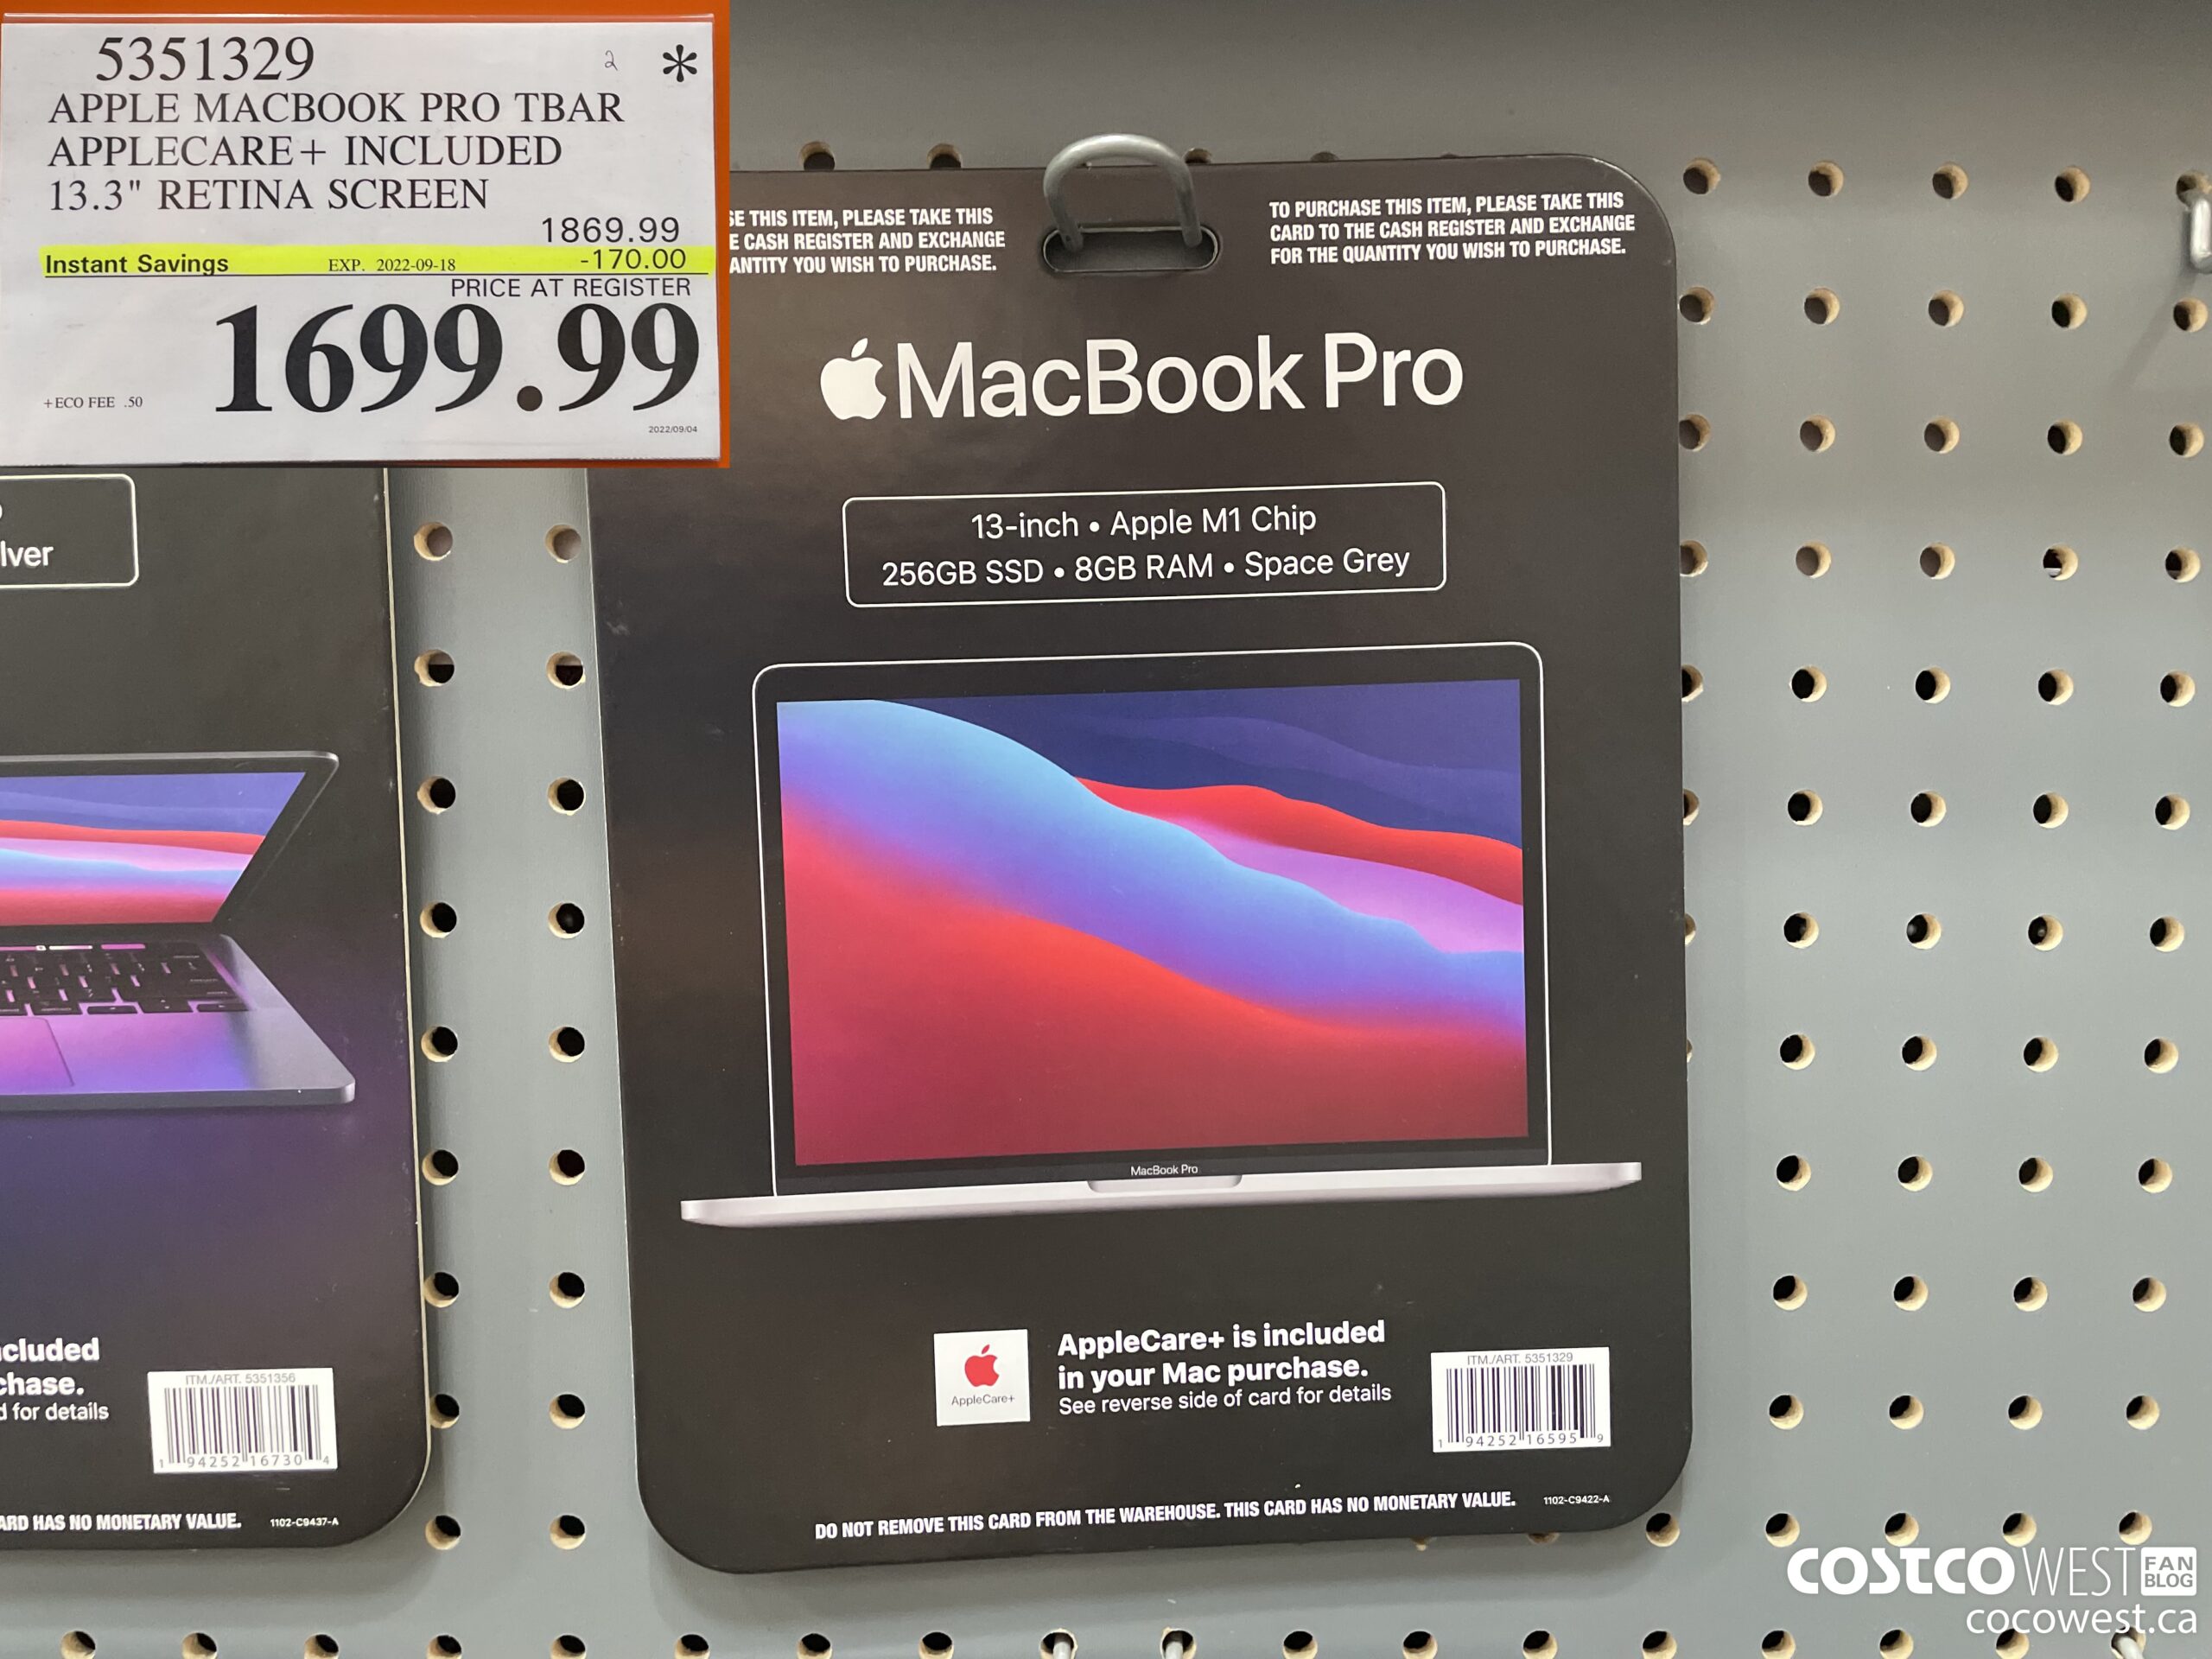 5351329 2 *
APPLE MACBOOK PRO TBAR
APPLECARE+ INCLUDED
13.3" RETINA SCREEN
1869.99
Instant Savings EXP. 2022-09-18 -170.00
PRICE AT REGISTER
1699.99
+ECO FEE .50
2022/09/04
SE THIS ITEM, PLEASE TAKE THIS
E CASH REGISTER AND EXCHANGE
ANTITY YOU WISH TO PURCHASE.
TO PURCHASE THIS ITEM, PLEASE TAKE THIS
CARD TO THE CASH REGISTER AND EXCHANGE
FOR THE QUANTITY YOU WISH TO PURCHASE.
MacBook Pro
13-inch • Apple M1 Chip
256GB SSD • 8GB RAM • Space Grey
MacBook Pro
AppleCare+
AppleCare+ is included
in your Mac purchase.
See reverse side of card for details
ITM./ART. 5351329
1 94252 16595 9
DO NOT REMOVE THIS CARD FROM THE WAREHOUSE. THIS CARD HAS NO MONETARY VALUE.
1102-C9422-A
lver
cluded
chase.
d for details
ITM./ART. 5351356
1 94252 16730 4
ARD HAS NO MONETARY VALUE.
1102-C9437-A
COSTCO WEST FAN BLOG
cocowest.ca